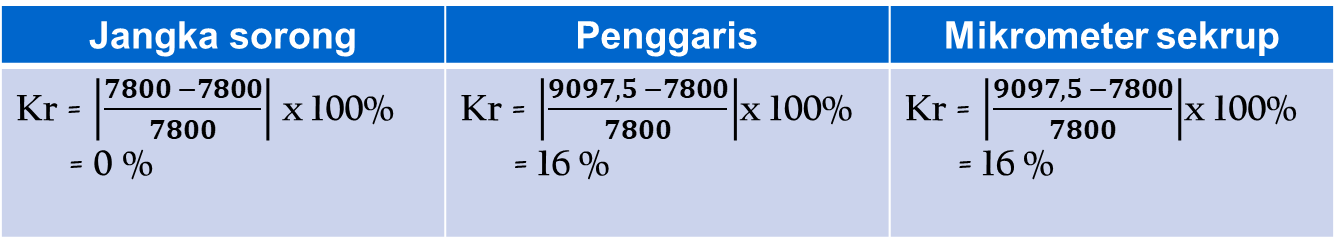 Jangka sorong
Penggaris
Mikrometer sekrup
Kr = |7800 –7800 / 7800| x 100%
= 0 %
Kr = |9097,5 –7800 / 7800| x 100%
= 16 %
Kr = |9097,5 –7800 / 7800| x 100%
= 16 %